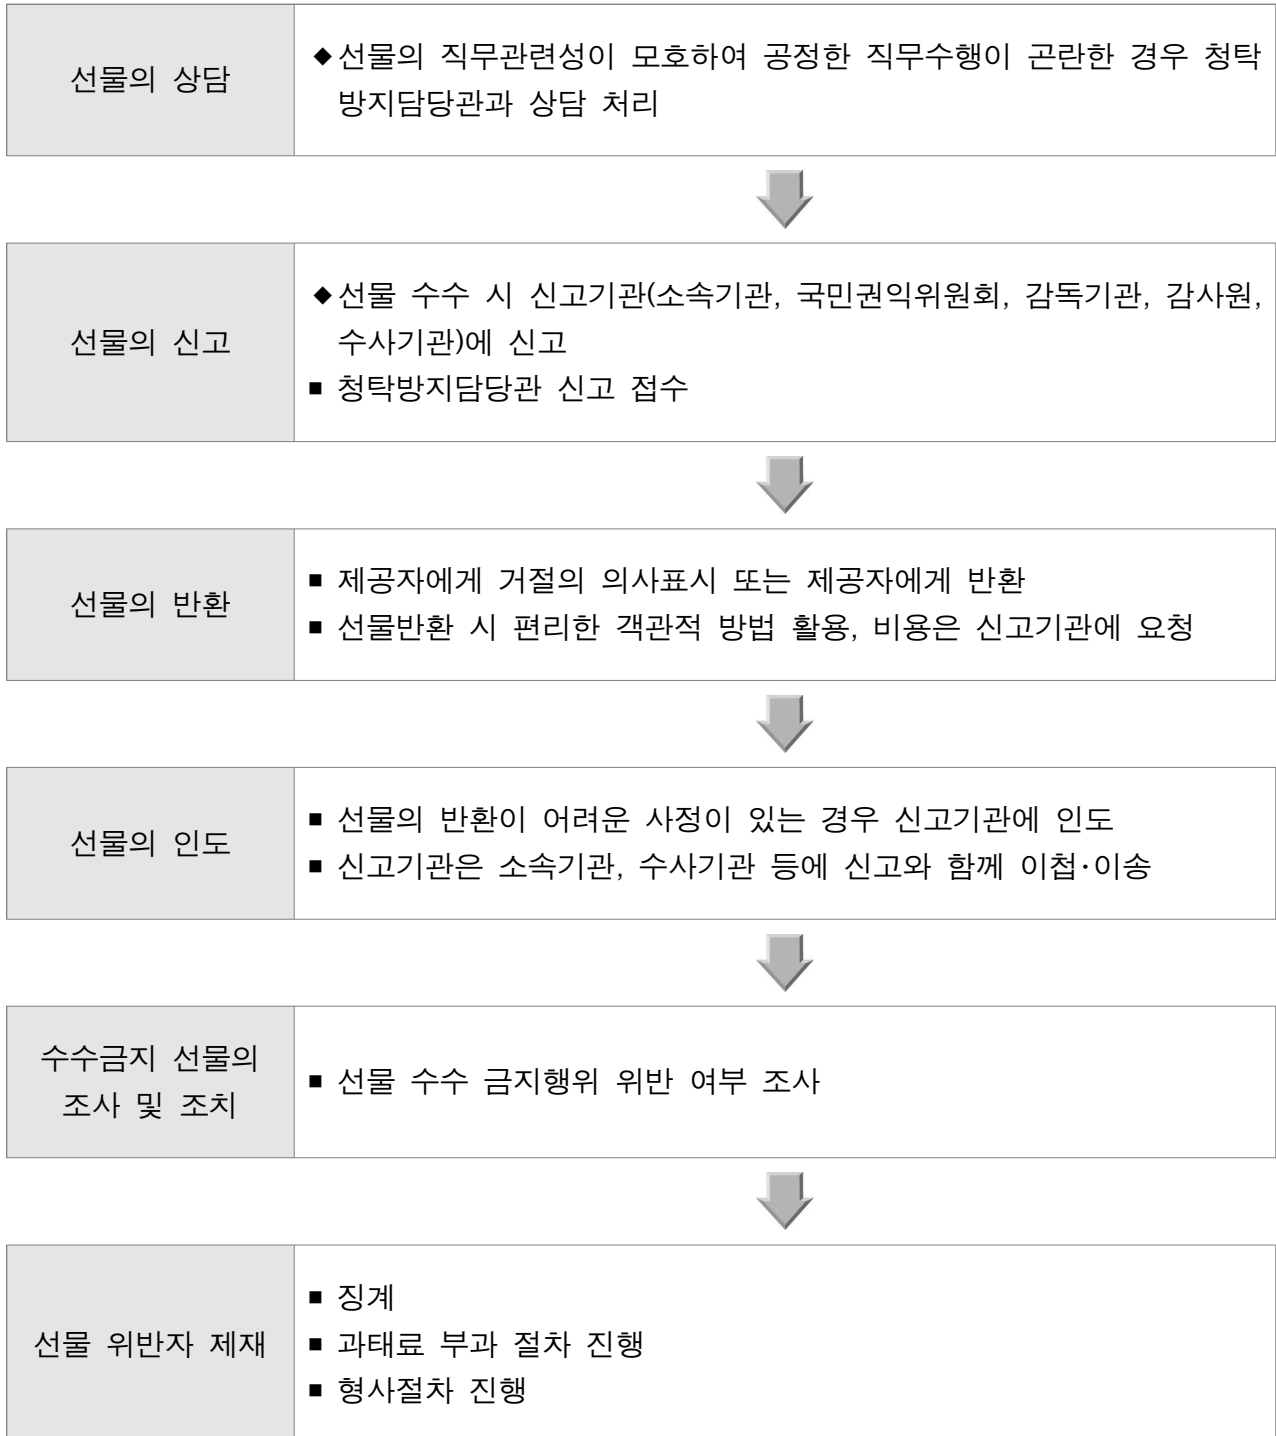 선물의 상담
◆선물의 직무관련성이 모호하여 공정한 직무수행이 곤란한 경우 청탁
방지담당관과 상담 처리
선물의 신고
◆선물 수수 시 신고기관(소속기관, 국민권익위원회, 감독기관, 감사원,
수사기관)에 신고
■ 청탁방지담당관 신고 접수
선물의 반환
■ 제공자에게 거절의 의사표시 또는 제공자에게 반환
■ 선물반환 시 편리한 객관적 방법 활용, 비용은 신고기관에 요청
선물의 인도
■ 선물의 반환이 어려운 사정이 있는 경우 신고기관에 인도
■ 신고기관은 소속기관, 수사기관 등에 신고와 함께 이첩·이송
수수금지 선물의
조사 및 조치
■ 선물 수수 금지행위 위반 여부 조사
선물 위반자 제재
■ 징계
■ 과태료 부과 절차 진행
■ 형사절차 진행